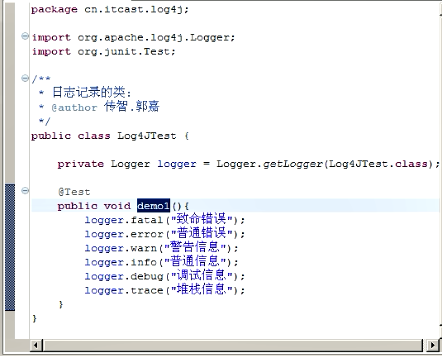 package cn.itcast.log4j;
import org.apache.log4j.Logger;
import org.junit.Test;
/**
 * 日志记录的类:
 * @author 传智.郭嘉
 */
public class Log4JTest {
    private Logger logger = Logger.getLogger(Log4JTest.class);
    @Test
    public void demo1(){
        logger.fatal("致命错误");
        logger.error("普通错误");
        logger.warn("警告信息");
        logger.info("普通信息");
        logger.debug("调试信息");
        logger.trace("堆栈信息");
    }
}